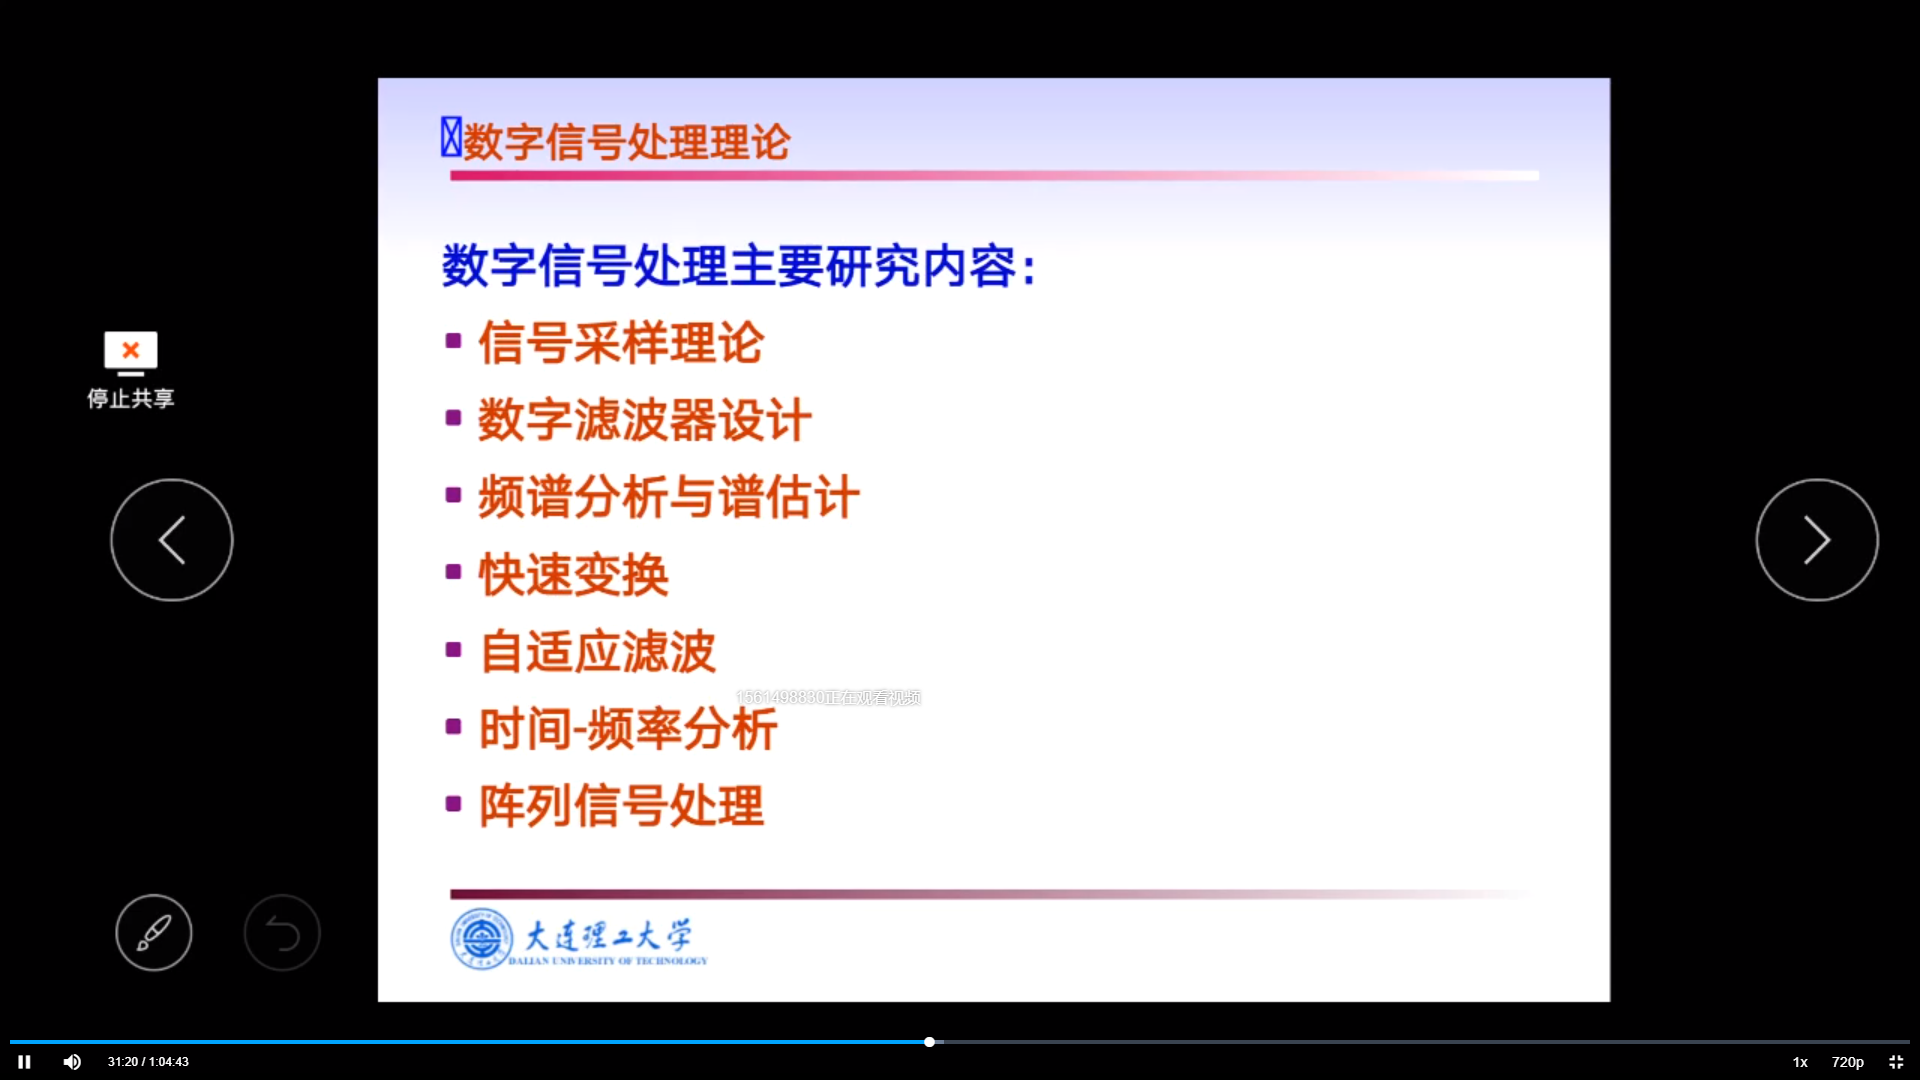 数字信号处理理论
数字信号处理主要研究内容：
信号采样理论
停止共享
数字滤波器设计
频谱分析与谱估计
快速变换
自适应滤波
1561498830正在观看视频
时间-频率分析
阵列信号处理
大连理工大学
DALIAN UNIVERSITY OF TECHNOLOGY
31:20 / 1:04:43
1x
720p